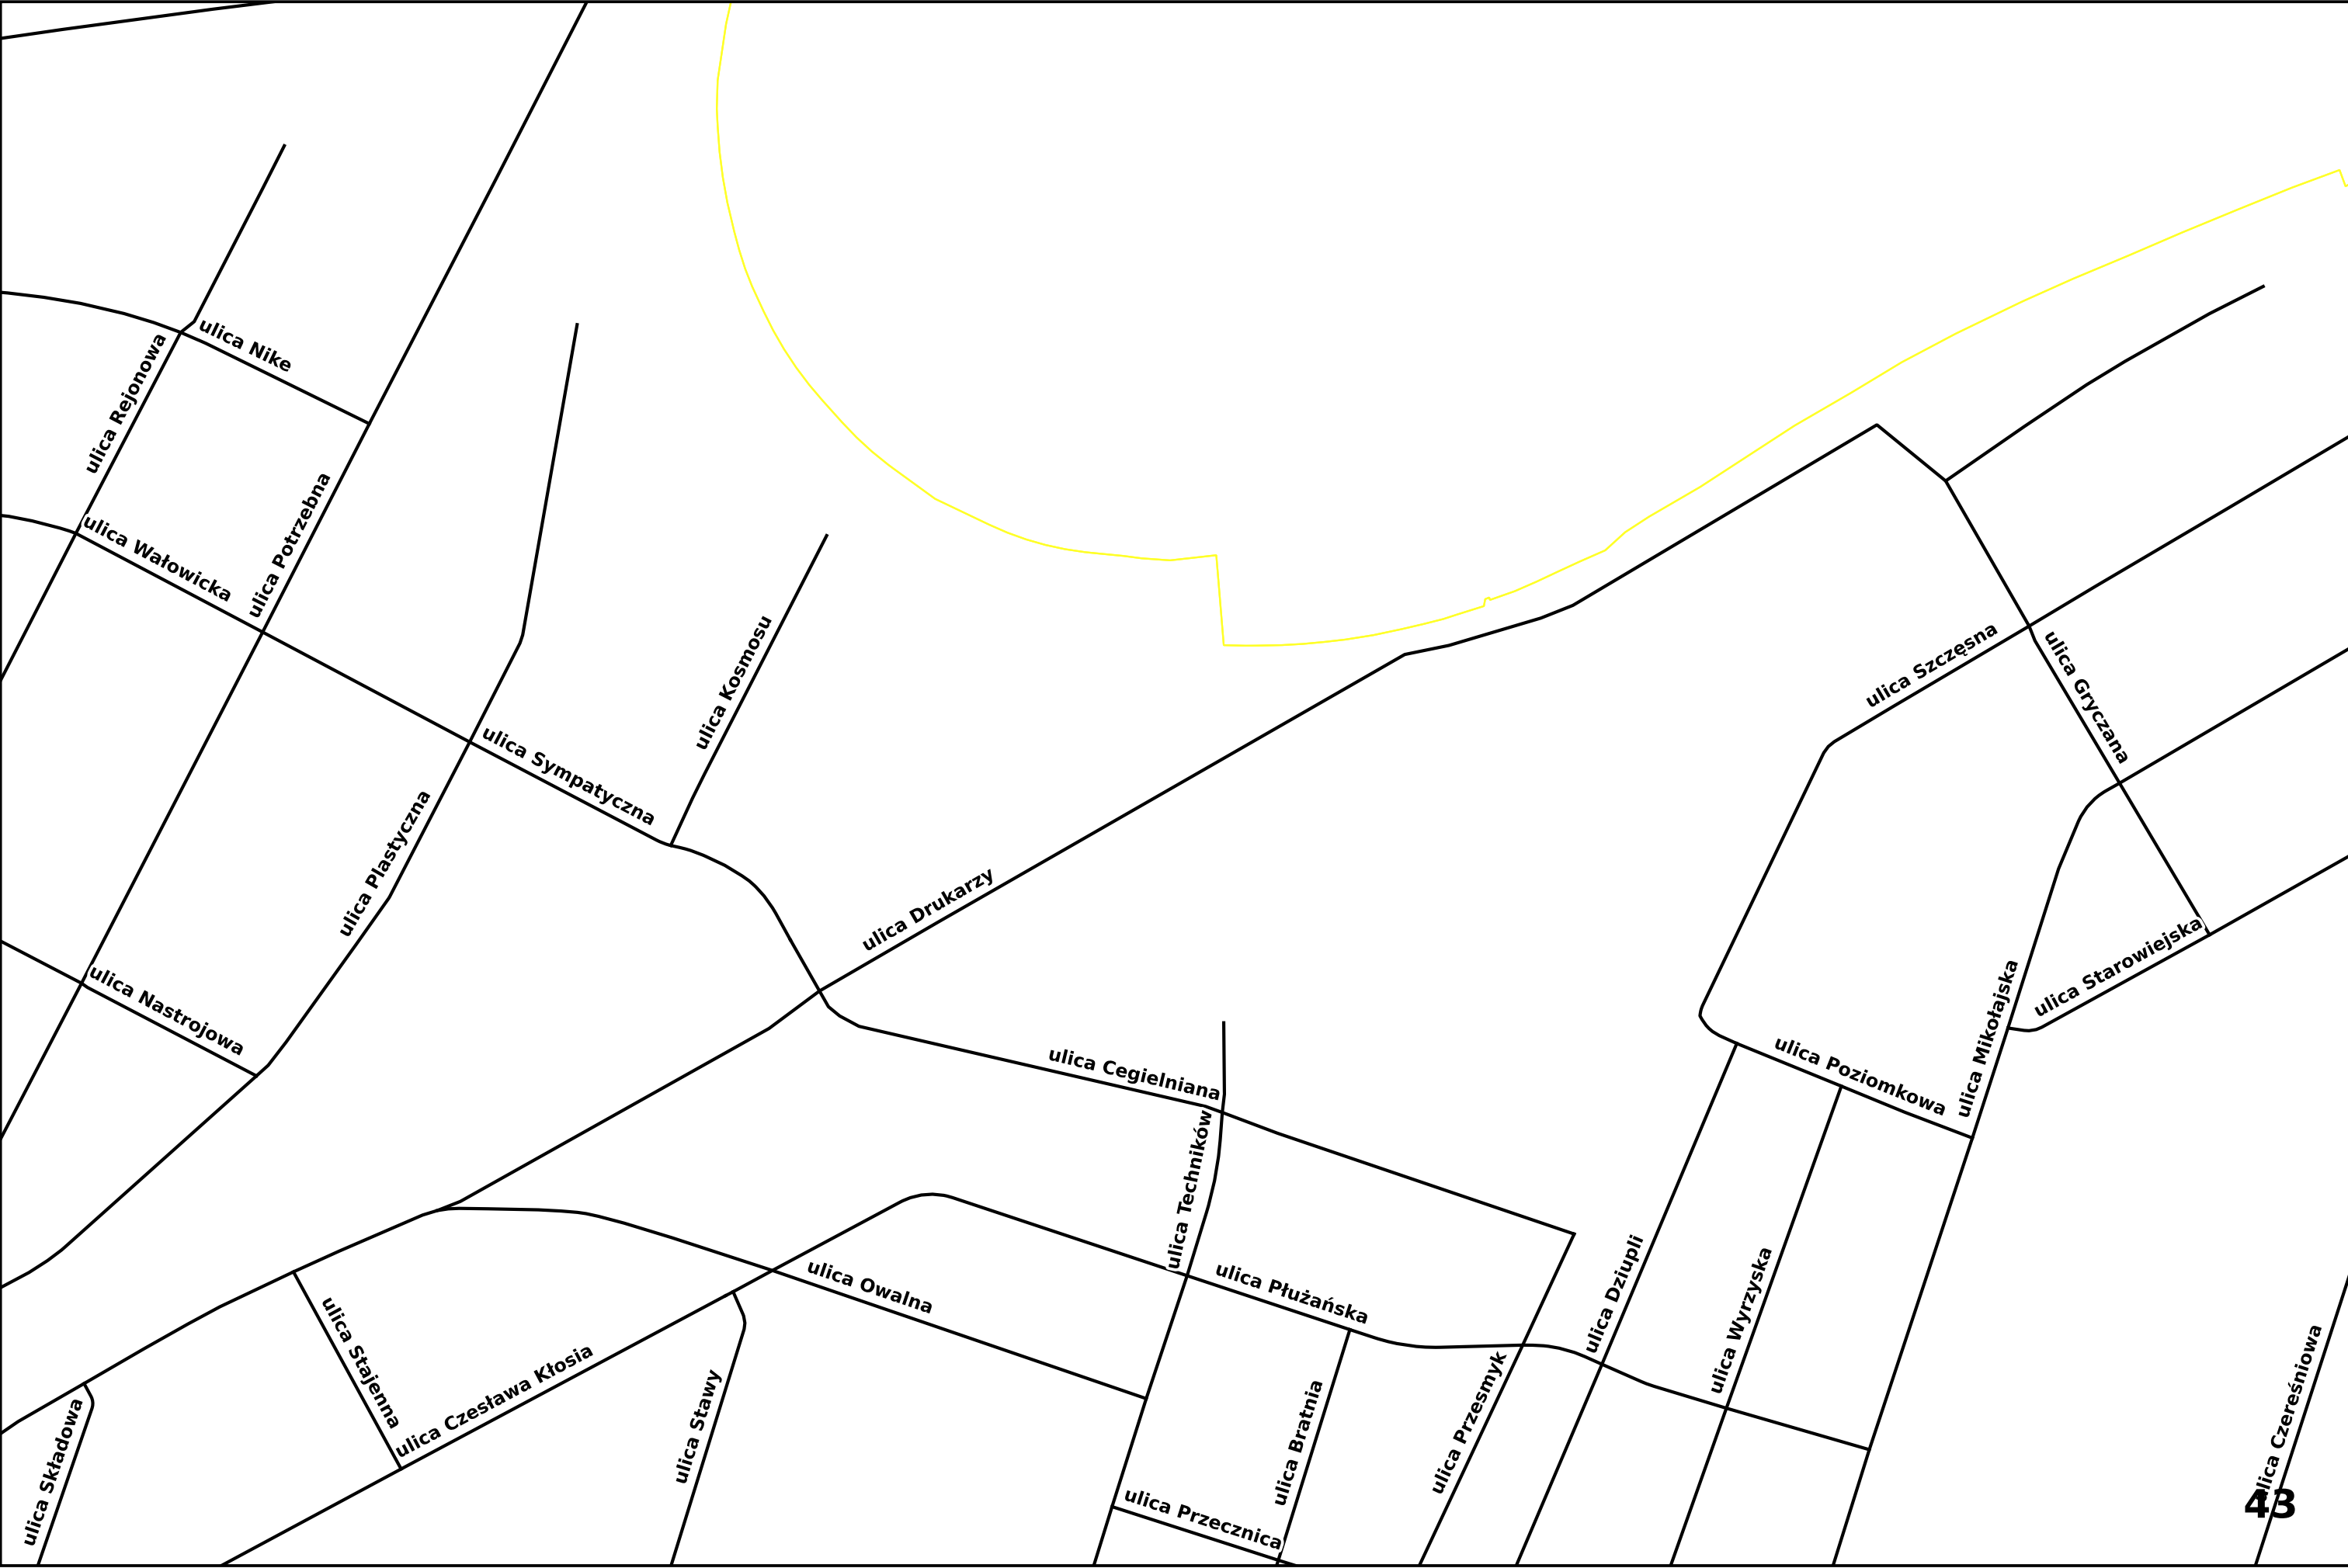 ulica Nike
ulica Rejonowa
ulica Potrzebna
ulica Wałowicka
ulica Kosmosu
ulica Szczęsna
ulica Gryczana
ulica Sympatyczna
ulica Plastyczna
ulica Drukarzy
ulica Starowiejska
ulica Nastrojowa
ulica Mikołajska
ulica Poziomkowa
ulica Cegielniana
ulica Techników
ulica Owalna
ulica Płużańska
ulica Dziupli
ulica Wyrzyska
ulica Stajenna
ulica Czesława Kłosia
ulica Stawy
ulica Bratnia
ulica Przesmyk
ulica Czereśniowa
ulica Składowa
ulica Przecznica
43